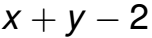 x + y − 2